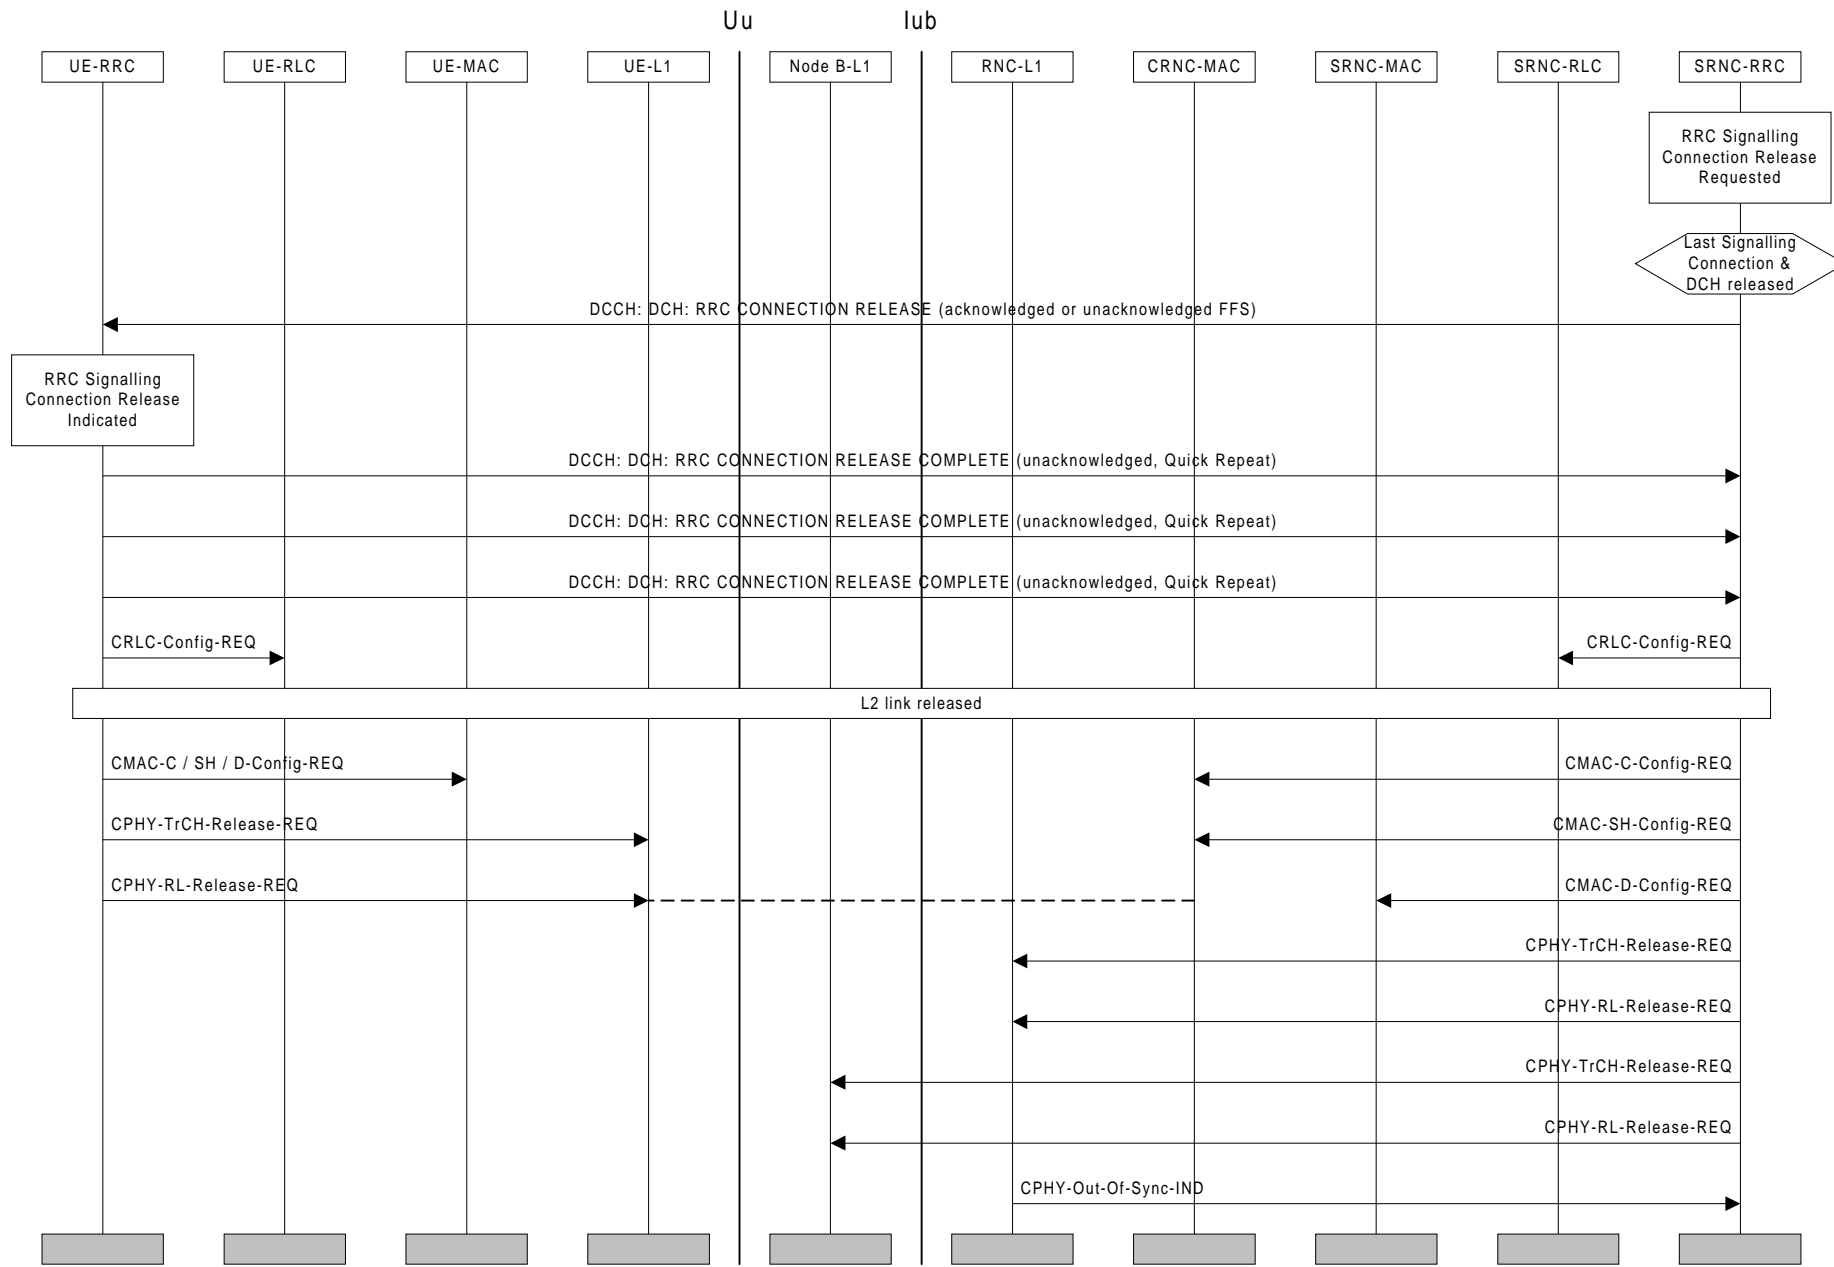 Uu
Iub
UE-RRC
UE-RLC
UE-MAC
UE-L1
Node B-L1
RNC-L1
CRNC-MAC
SRNC-MAC
SRNC-RLC
SRNC-RRC
RRC Signalling
Connection Release
Requested
Last Signalling
Connection &
DCH released
DCCH: DCH: RRC CONNECTION RELEASE (acknowledged or unacknowledged FFS)
RRC Signalling
Connection Release
Indicated
DCCH: DCH: RRC CONNECTION RELEASE COMPLETE (unacknowledged, Quick Repeat)
DCCH: DCH: RRC CONNECTION RELEASE COMPLETE (unacknowledged, Quick Repeat)
DCCH: DCH: RRC CONNECTION RELEASE COMPLETE (unacknowledged, Quick Repeat)
CRLC-Config-REQ
CRLC-Config-REQ
L2 link released
CMAC-C / SH / D-Config-REQ
CMAC-C-Config-REQ
CPHY-TrCH-Release-REQ
CMAC-SH-Config-REQ
CPHY-RL-Release-REQ
CMAC-D-Config-REQ
CPHY-TrCH-Release-REQ
CPHY-RL-Release-REQ
CPHY-TrCH-Release-REQ
CPHY-RL-Release-REQ
CPHY-Out-Of-Sync-IND